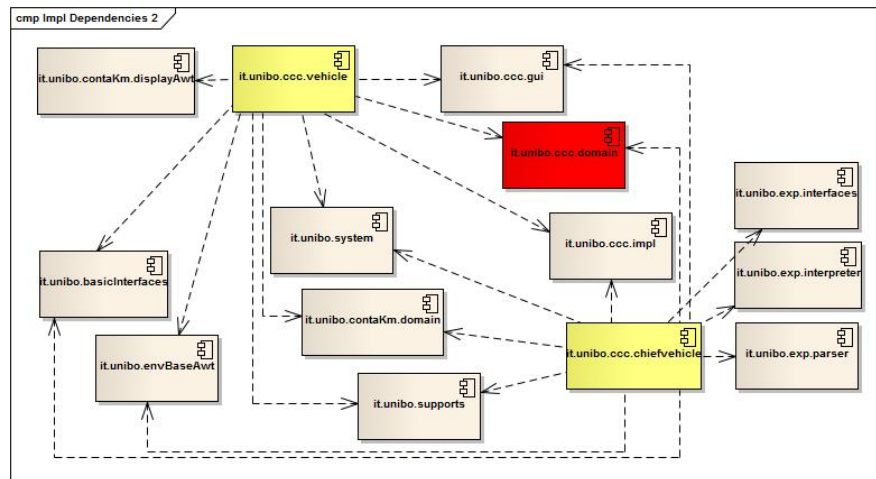 cmp Impl Dependencies 2
it.unibo.contaKm.displayAwt
it.unibo.ccc.vehicle
it.unibo.ccc.gui
it.unibo.ccc.domain
it.unibo.exp.interfaces
it.unibo.system
it.unibo.ccc.impl
it.unibo.basicInterfaces
it.unibo.exp.interpreter
it.unibo.contaKm.domain
it.unibo.envBaseAwt
it.unibo.ccc.chiefvehicle
it.unibo.exp.parser
it.unibo.supports